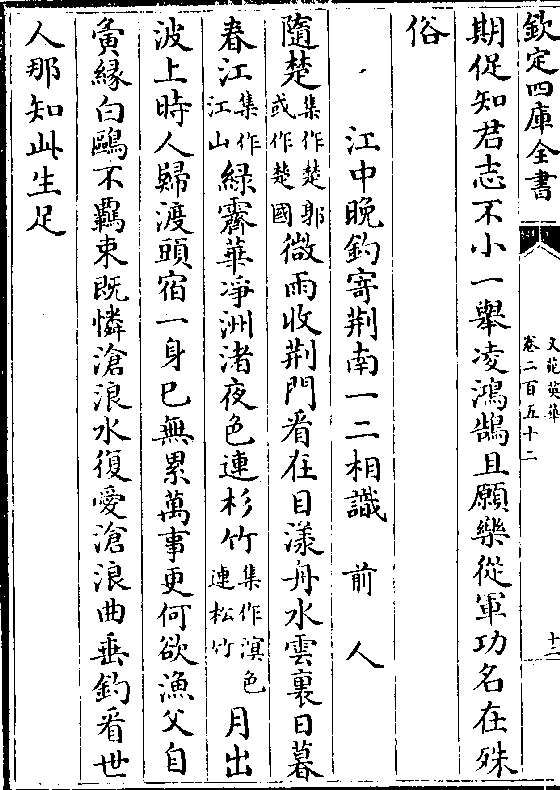 欽定四庫全書
文苑英華
卷二百五十二
十三
期促知君志不小一舉凌鴻鵠且願樂從軍功名在殊
俗
江中晚釣寄荆南一二相識 前人
隨楚集作楚郢或作楚國微雨收荆門看在目漾舟水雲裏日暮
春江集作江山緑霽華凈洲渚夜色連杉竹集作溟色連松竹月出
波上時人歸渡頭宿一身已無累萬事更何欲漁父自
夤縁白鷗不羈束既憐滄浪水復愛滄浪曲垂釣看世
人那知此生足